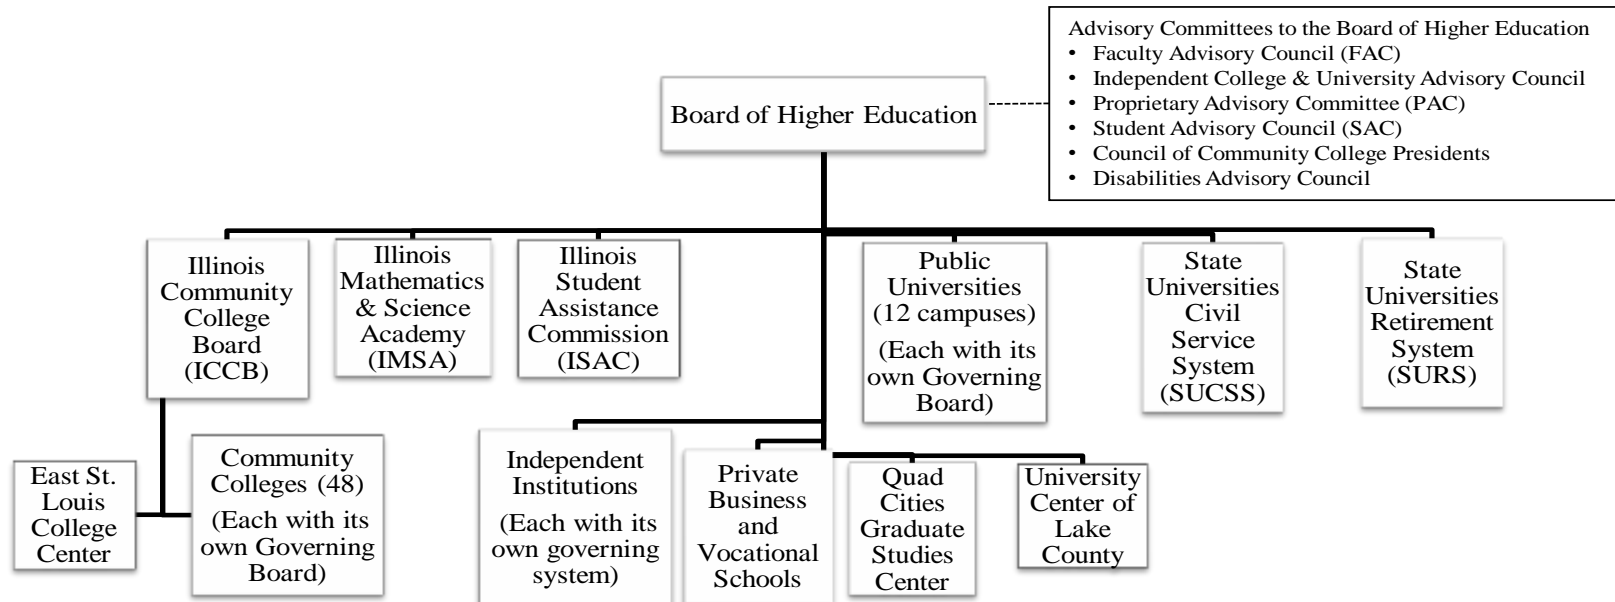 Advisory Committees to the Board of Higher Education
• Faculty Advisory Council (FAC)
• Independent College & University Advisory Council
• Proprietary Advisory Committee (PAC)
• Student Advisory Council (SAC)
• Council of Community College Presidents
• Disabilities Advisory Council
Board of Higher Education
Illinois
Community
College
Board
(ICCB)
Illinois
Mathematics
& Science
Academy
(IMSA)
Illinois
Student
Assistance
Commission
(ISAC)
Public
Universities
(12 campuses)
(Each with its
own Governing
Board)
State
Universities
Civil
Service
System
(SUCSS)
State
Universities
Retirement
System
(SURS)
East St.
Louis
College
Center
Community
Colleges (48)
(Each with its
own Governing
Board)
Independent
Institutions
(Each with its
own governing
system)
Private
Business
and
Vocational
Schools
Quad
Cities
Graduate
Studies
Center
University
Center of
Lake
County